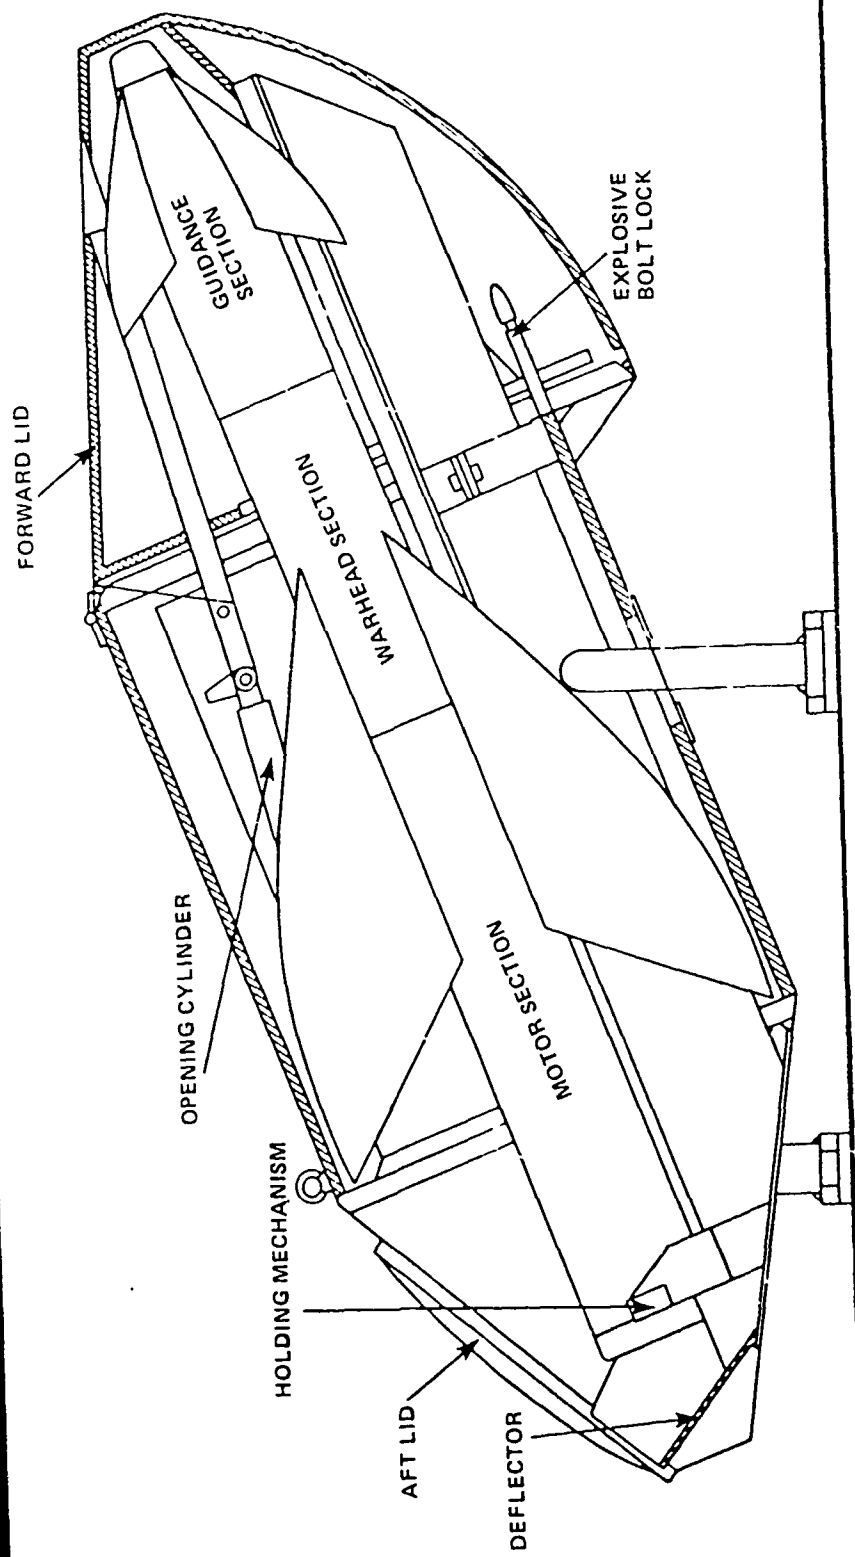 FORWARD LID
GUIDANCE
SECTION
EXPLOSIVE
BOLT LOCK
WARHEAD SECTION
OPENING CYLINDER
MOTOR SECTION
HOLDING MECHANISM
AFT LID
DEFLECTOR